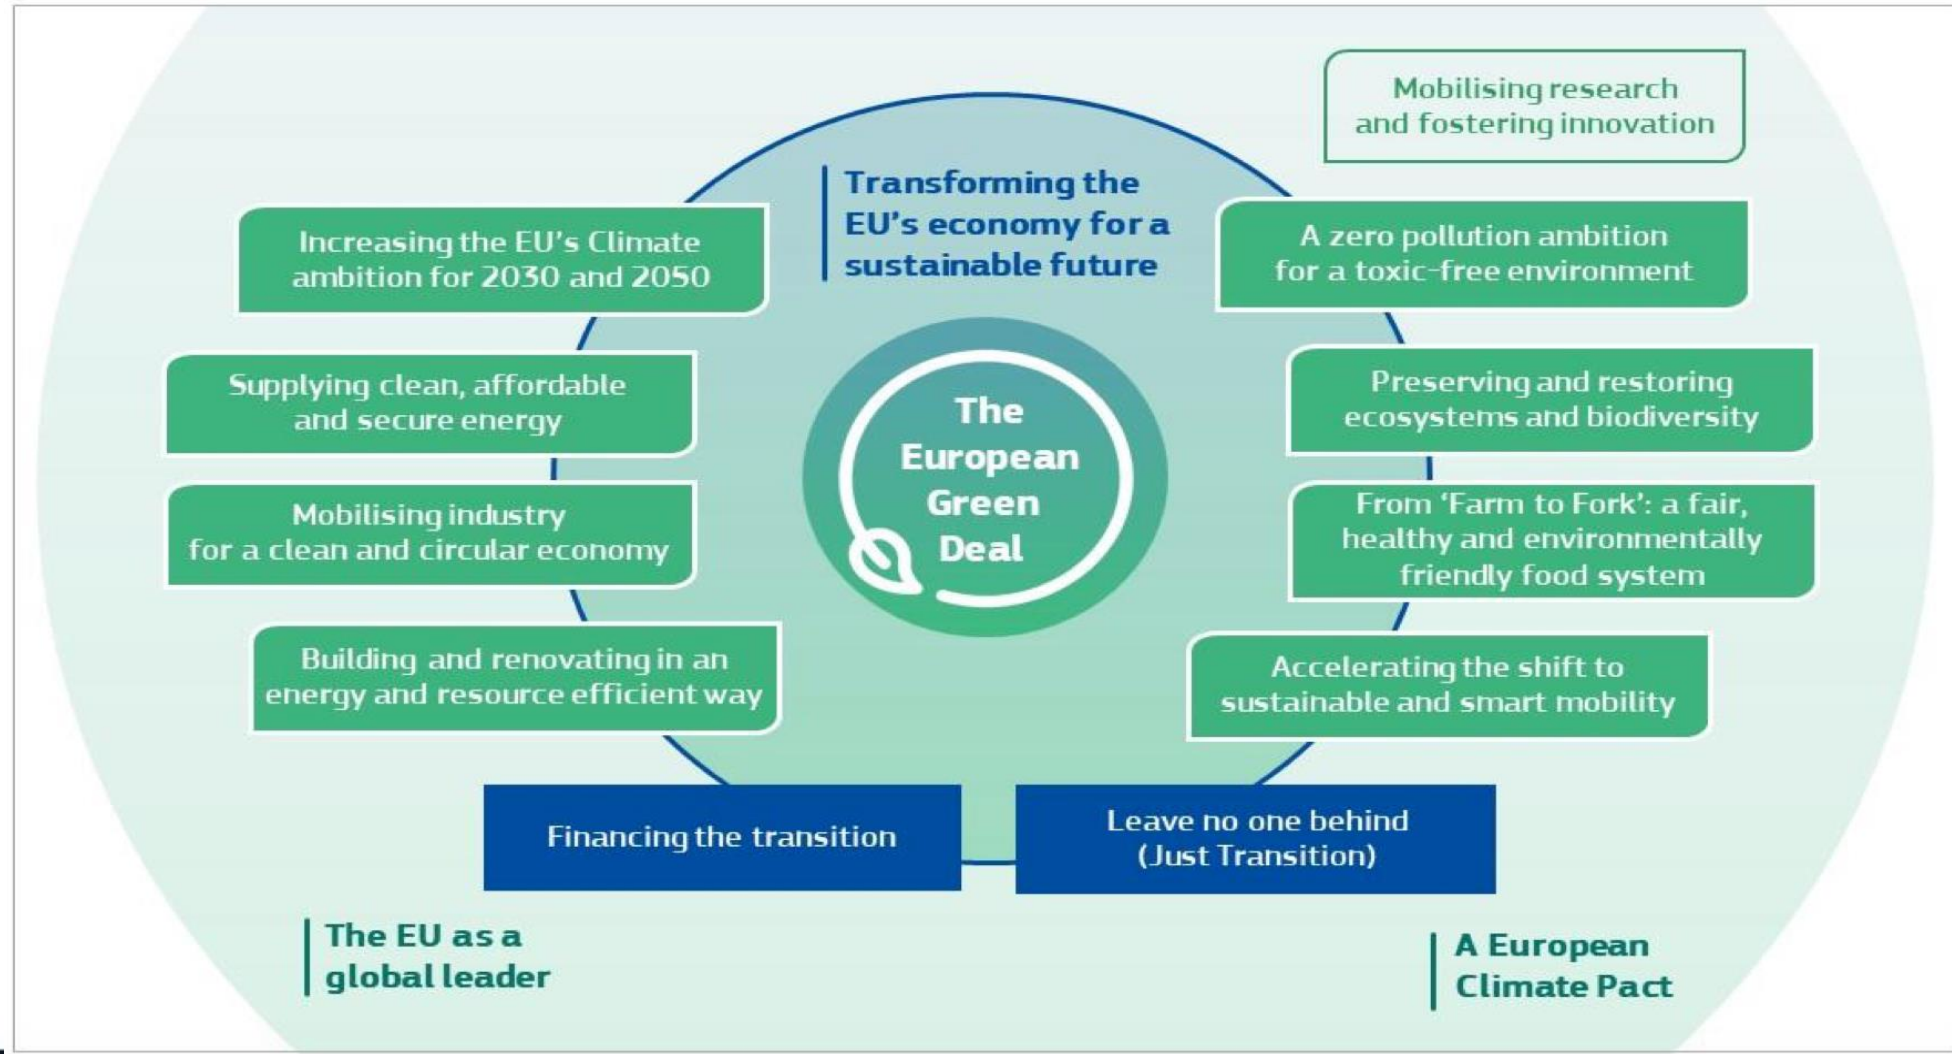 Mobilising research
and fostering innovation
Transforming the
EU's economy for a
sustainable future
Increasing the EU's Climate
ambition for 2030 and 2050
A zero pollution ambition
for a toxic-free environment
Supplying clean, affordable
and secure energy
Preserving and restoring
ecosystems and biodiversity
The
European
Green
Deal
Mobilising industry
for a clean and circular economy
From ‘Farm to Fork’: a fair,
healthy and environmentally
friendly food system
Building and renovating in an
energy and resource efficient way
Accelerating the shift to
sustainable and smart mobility
Financing the transition
Leave no one behind
(Just Transition)
The EU as a
global leader
A European
Climate Pact